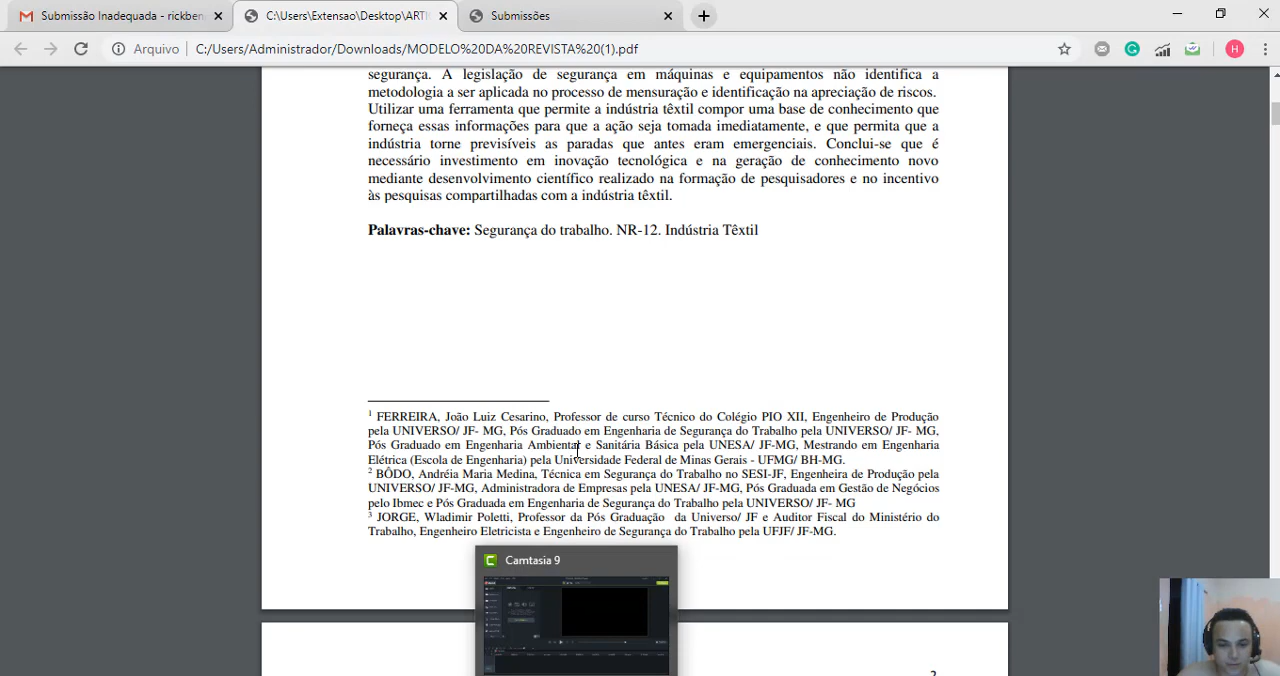 Submissão Inadequada - rickben
C:\Users\Extensao\Desktop\ARTI
Submissões
Arquivo
C:/Users/Administrador/Downloads/MODELO%20DA%20REVISTA%20(1).pdf
H
segurança. A legislação de segurança em máquinas e equipamentos não identifica a
metodologia a ser aplicada no processo de mensuração e identificação na apreciação de riscos.
Utilizar uma ferramenta que permite a indústria têxtil compor uma base de conhecimento que
forneça essas informações para que a ação seja tomada imediatamente, e que permita que a
indústria torne previsíveis as paradas que antes eram emergenciais. Conclui-se que é
necessário investimento em inovação tecnológica e na geração de conhecimento novo
mediante desenvolvimento científico realizado na formação de pesquisadores e no incentivo
às pesquisas compartilhadas com a indústria têxtil.
Palavras-chave: Segurança do trabalho. NR-12. Indústria Têxtil
1 FERREIRA, João Luiz Cesarino, Professor de curso Técnico do Colégio PIO XII, Engenheiro de Produção
pela UNIVERSO/ JF- MG, Pós Graduado em Engenharia de Segurança do Trabalho pela UNIVERSO/ JF- MG,
Pós Graduado em Engenharia Ambiental e Sanitária Básica pela UNESA/ JF-MG, Mestrando em Engenharia
Elétrica (Escola de Engenharia) pela Universidade Federal de Minas Gerais - UFMG/ BH-MG.
2 BÔDO, Andréia Maria Medina, Técnica em Segurança do Trabalho no SESI-JF, Engenheira de Produção pela
UNIVERSO/ JF-MG, Administradora de Empresas pela UNESA/ JF-MG, Pós Graduada em Gestão de Negócios
pelo Ibmec e Pós Graduada em Engenharia de Segurança do Trabalho pela UNIVERSO/ JF- MG
3 JORGE, Wladimir Poletti, Professor da Pós Graduação da Universo/ JF e Auditor Fiscal do Ministério do
Trabalho, Engenheiro Eletricista e Engenheiro de Segurança do Trabalho pela UFJF/ JF-MG.
Camtasia 9
2